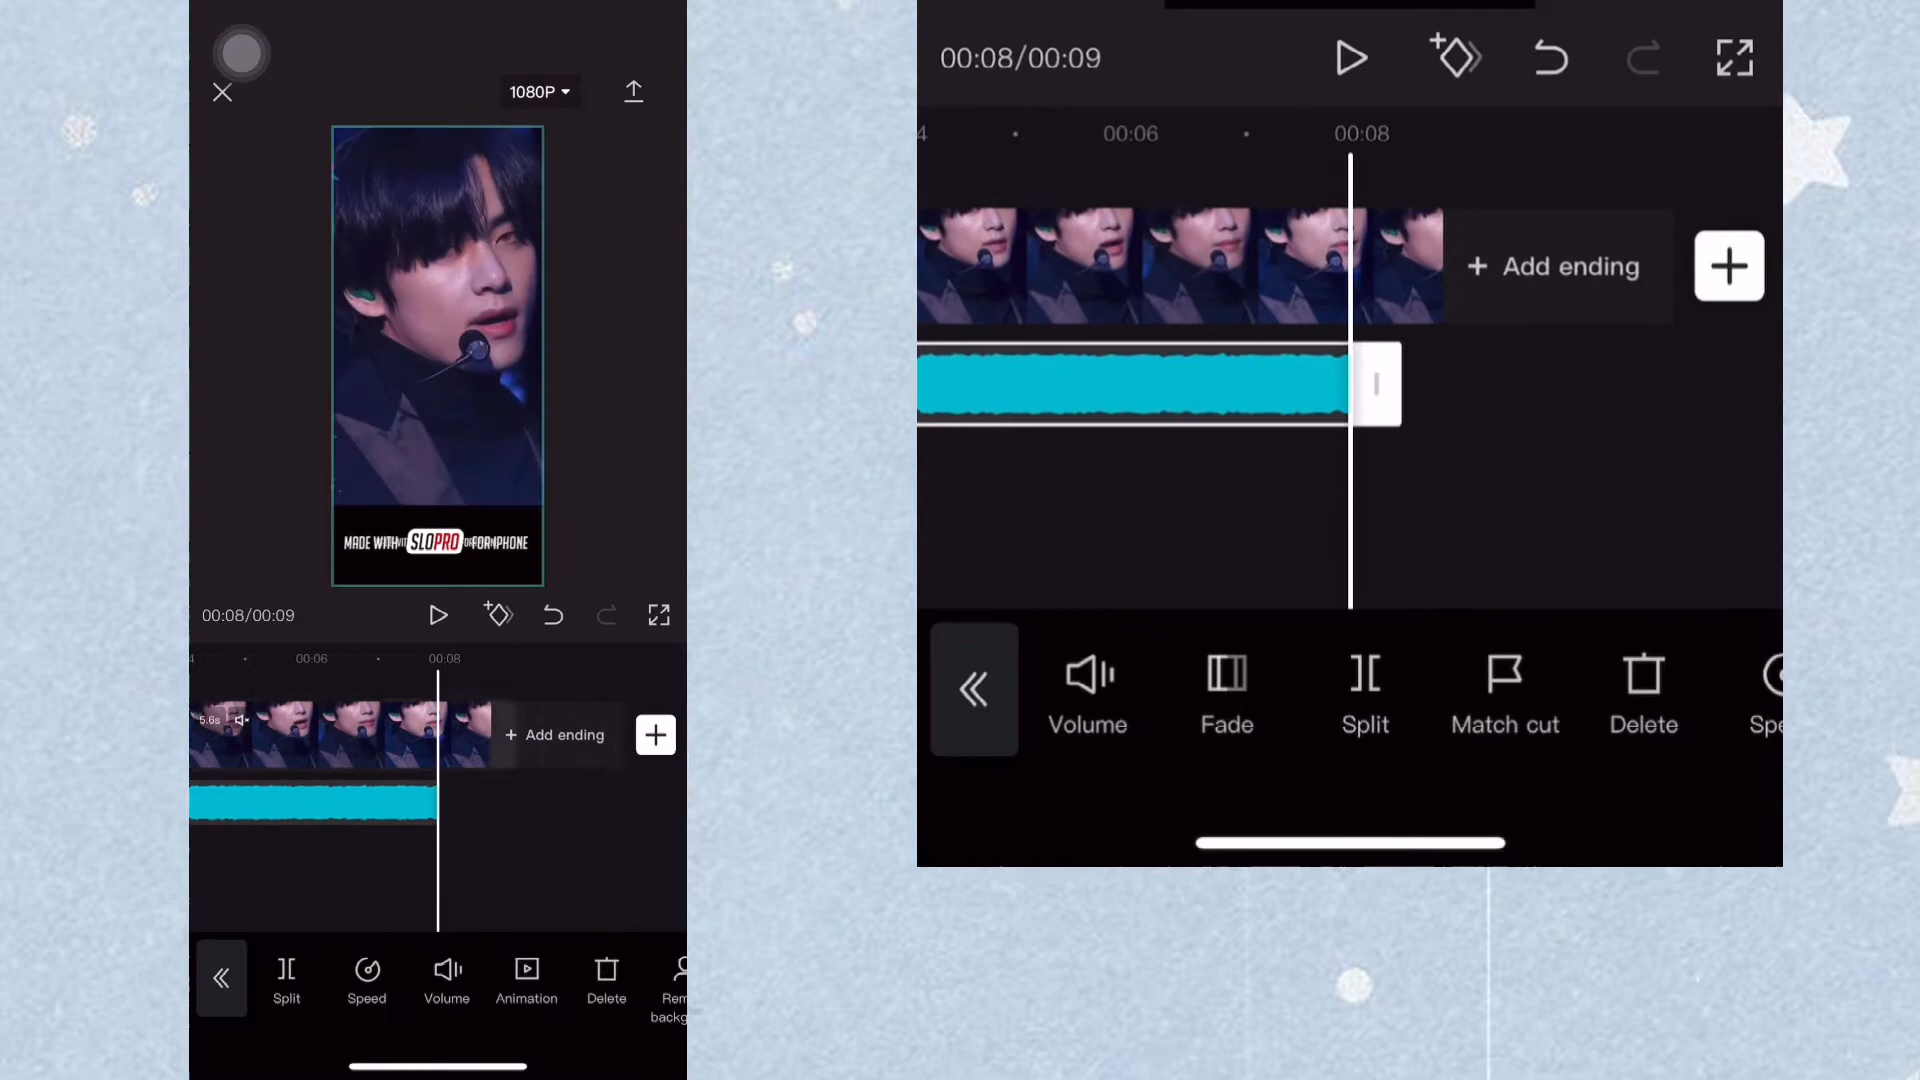 1080P
MADE WITH SLOPRO FOR IPHONE
00:08/00:09
4 00:06 00:08
5.6s
+ Add ending
Split Speed Volume Animation Delete Rem
backg
00:08/00:09
4 00:06 00:08
+ Add ending
Volume Fade Split Match cut Delete Spe